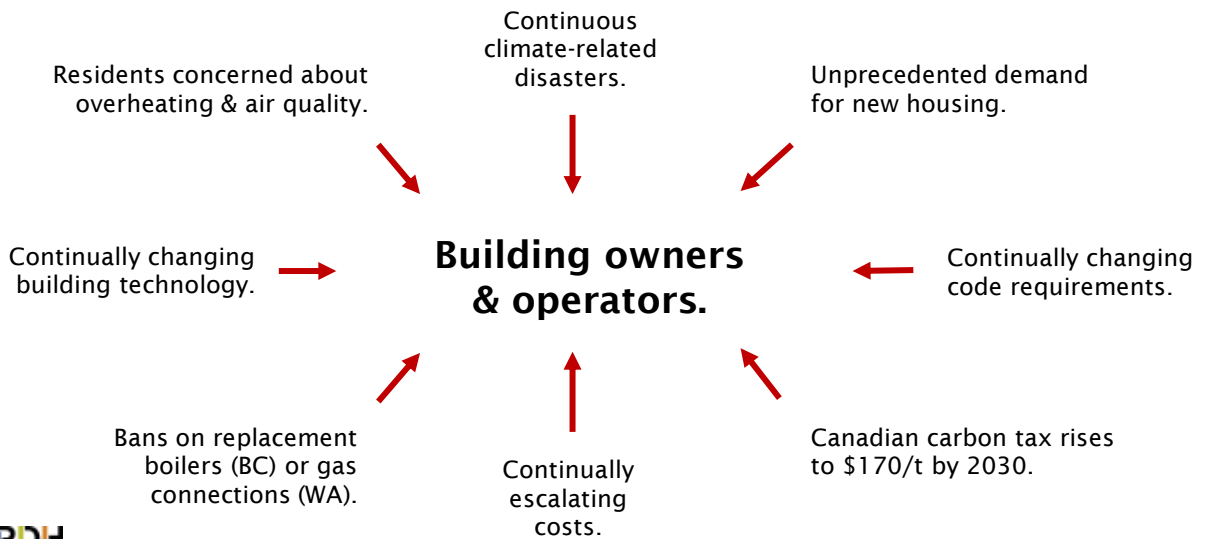 Continuous
climate-related
disasters.
Residents concerned about
overheating & air quality.
Unprecedented demand
for new housing.
Continually changing
building technology.
Building owners
& operators.
Continually changing
code requirements.
Bans on replacement
boilers (BC) or gas
connections (WA).
Continually
escalating
costs.
Canadian carbon tax rises
to $170/t by 2030.
RDH